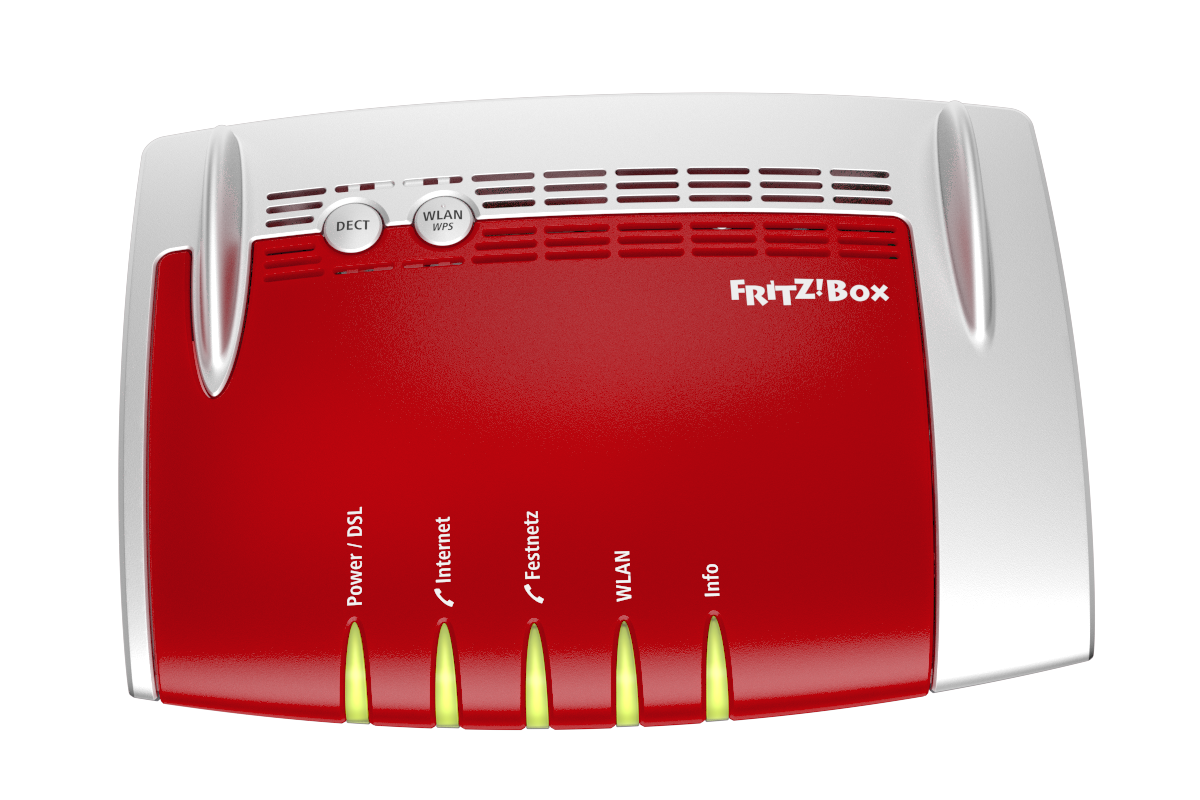 DECT
WLAN
WPS
FRITZ!Box
Power / DSL
Internet
Festnetz
WLAN
Info